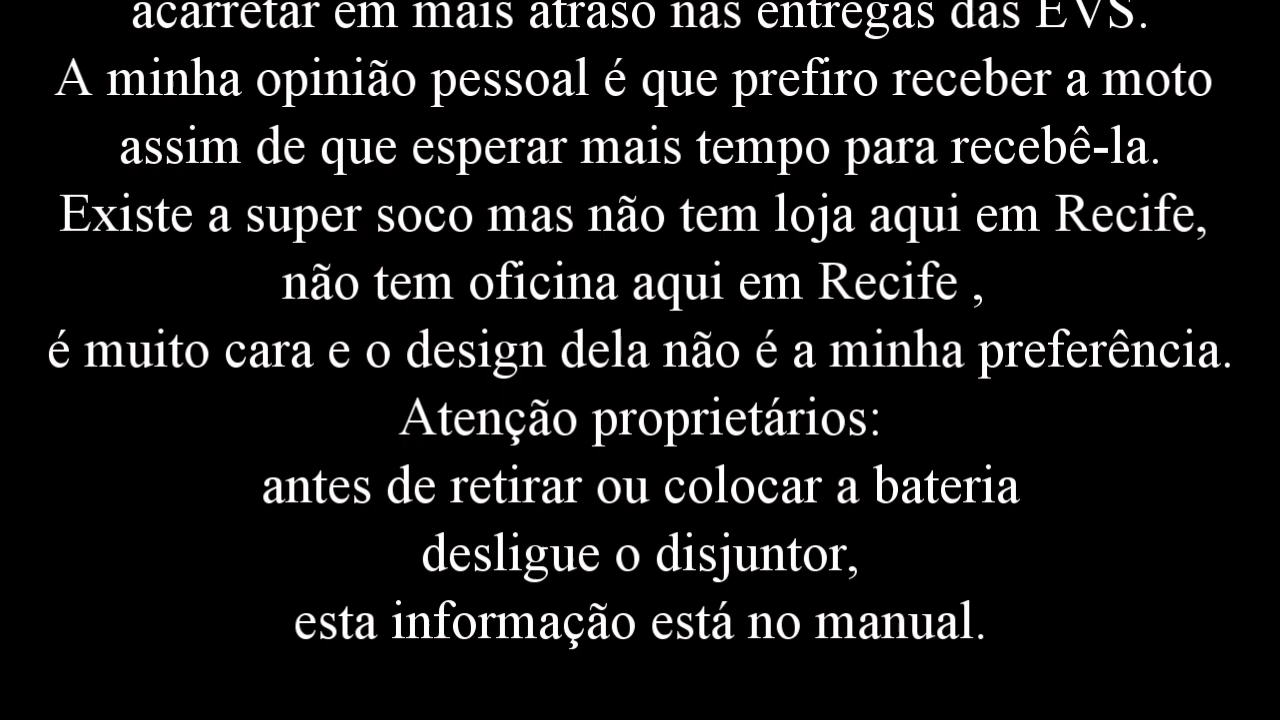 acarretar em mais atraso nas entregas das EVS.
A minha opinião pessoal é que prefiro receber a moto
assim de que esperar mais tempo para recebê-la.
Existe a super soco mas não tem loja aqui em Recife,
não tem oficina aqui em Recife ,
é muito cara e o design dela não é a minha preferência.
Atenção proprietários:
antes de retirar ou colocar a bateria
desligue o disjuntor,
esta informação está no manual.